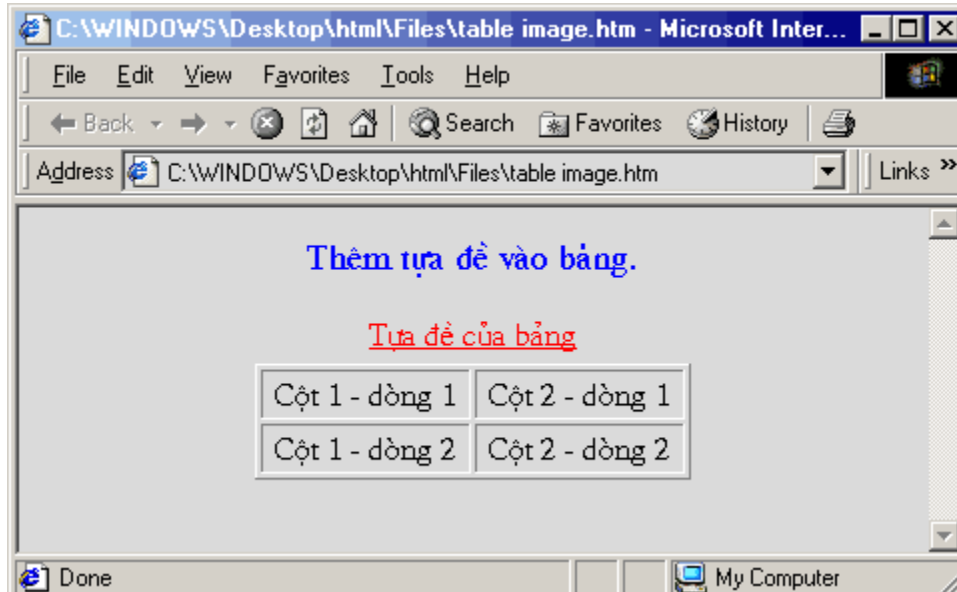 C:\WINDOWS\Desktop\html\Files\table image.htm - Microsoft Inter...
File Edit View Favorites Tools Help
Back Search Favorites History
Address C:\WINDOWS\Desktop\html\Files\table image.htm Links »
Thêm tựa đề vào bảng.
Tựa đề của bảng
Cột 1 - dòng 1 Cột 2 - dòng 1
Cột 1 - dòng 2 Cột 2 - dòng 2
Done My Computer